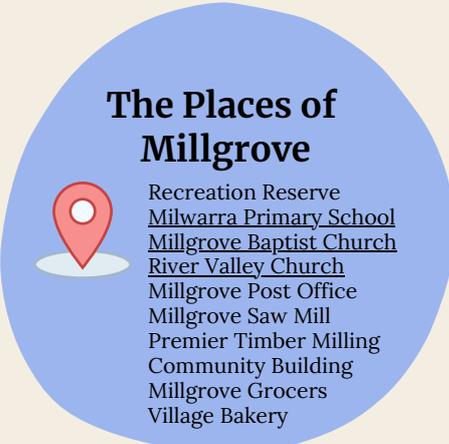 The Places of
Millgrove
Recreation Reserve
Milwarra Primary School
Millgrove Baptist Church
River Valley Church
Millgrove Post Office
Millgrove Saw Mill
Premier Timber Milling
Community Building
Millgrove Grocers
Village Bakery